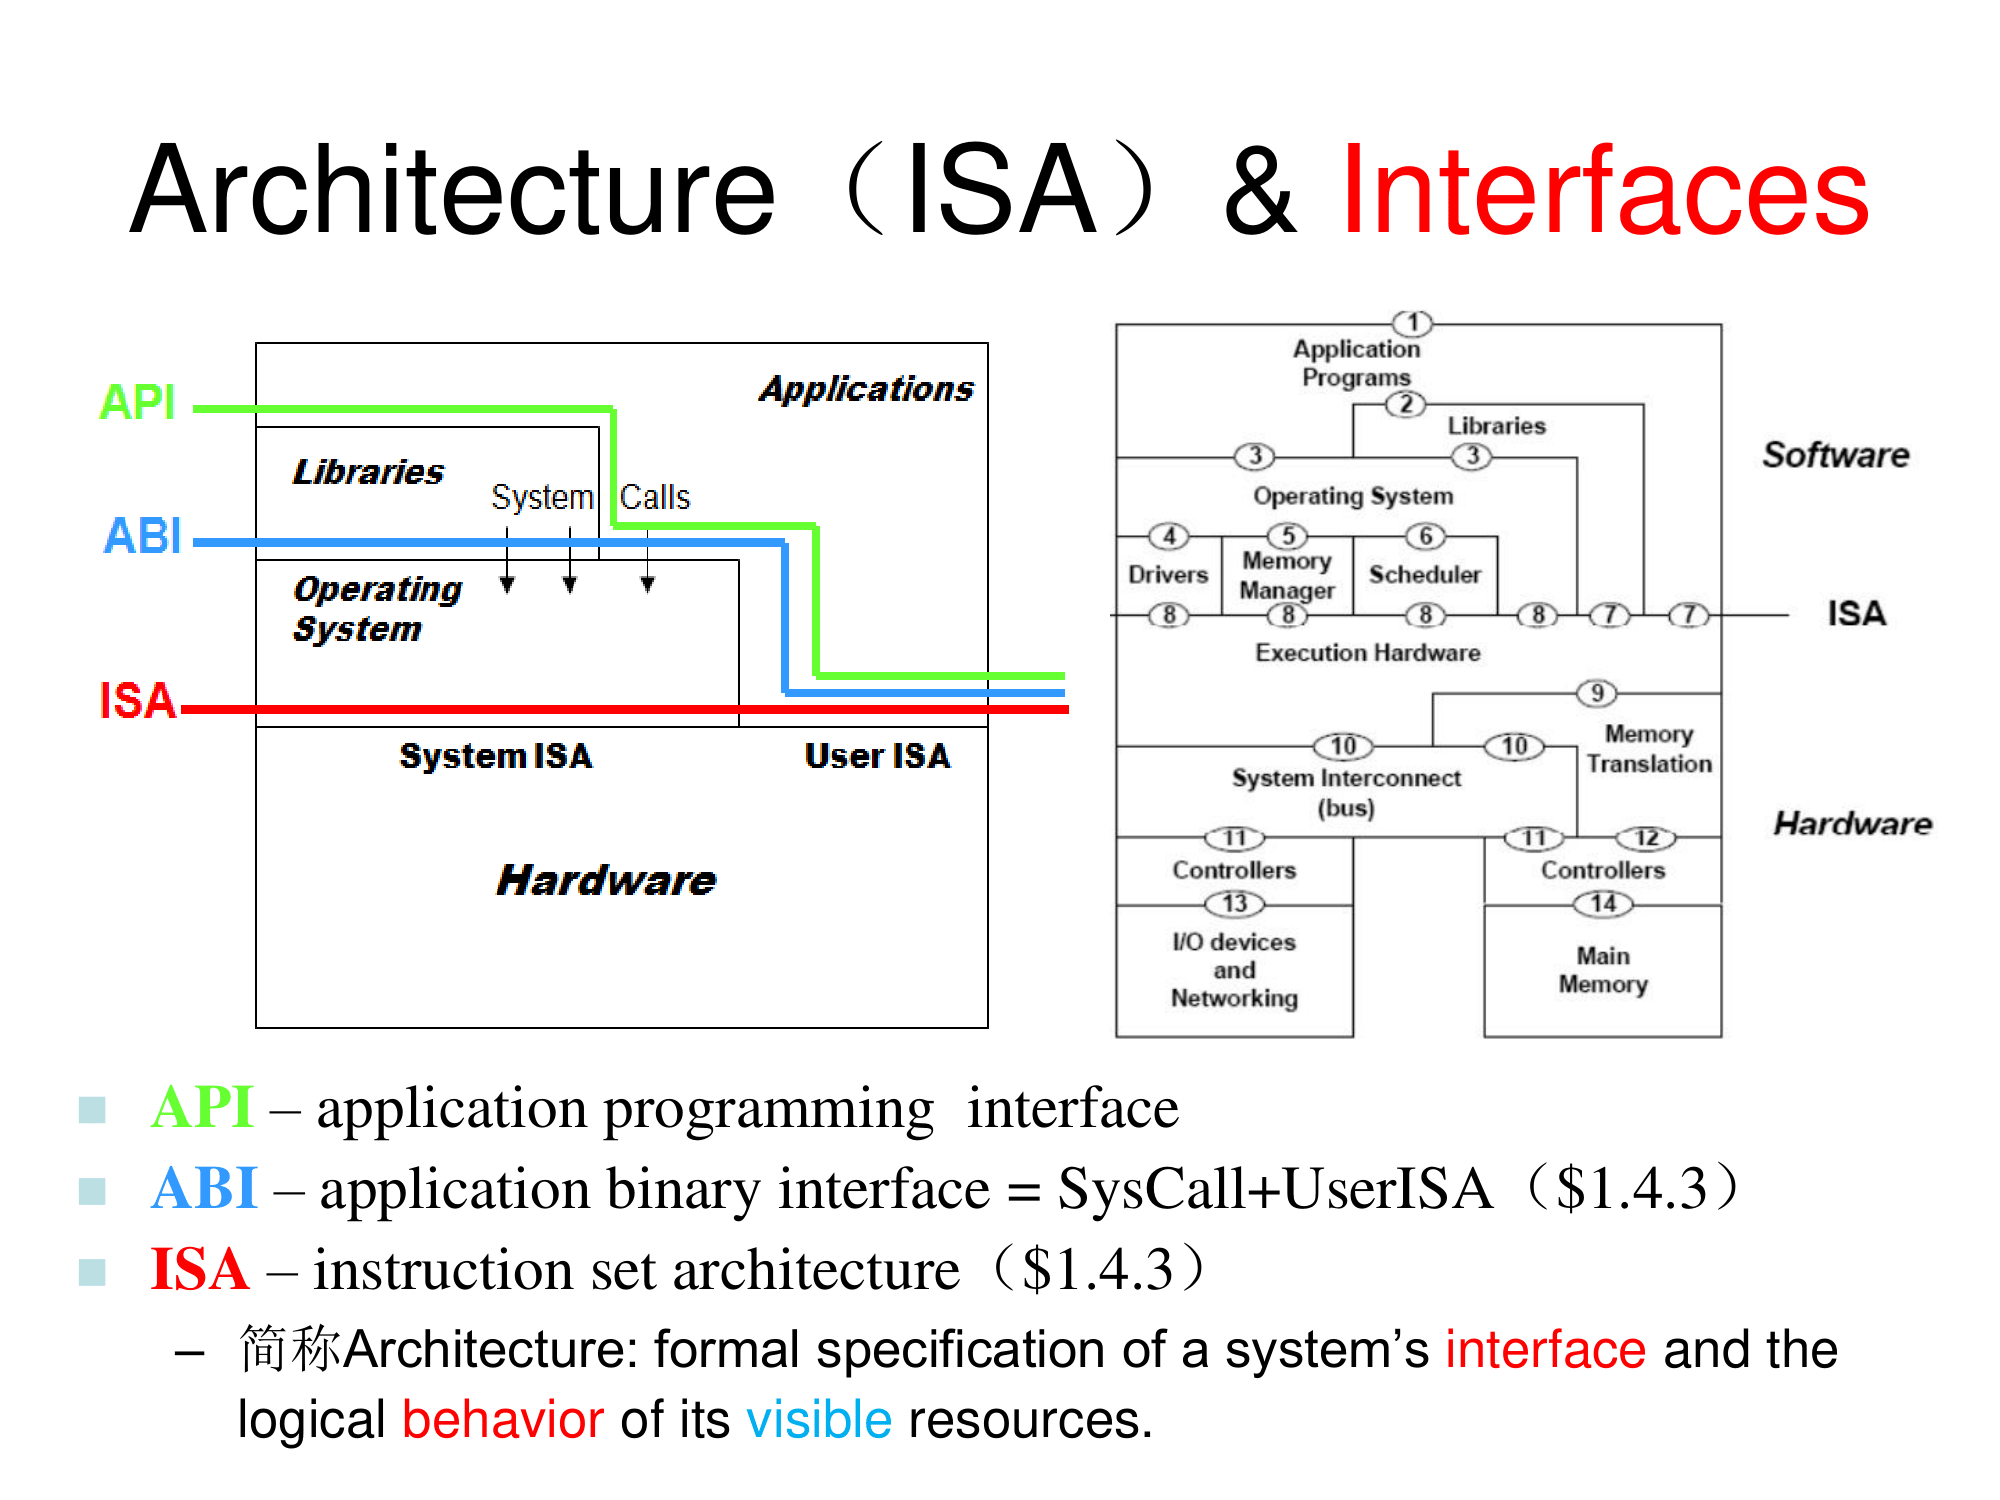 Architecture（ISA）& Interfaces
API
ABI
ISA
Applications
Libraries
System Calls
Operating
System
System ISA
User ISA
Hardware
1
Application
Programs
2
Libraries
3
3
Operating System
4
5
6
Drivers
Memory
Manager
Scheduler
8
8
8
8
7
7
Execution Hardware
9
Memory
Translation
10
10
System Interconnect
(bus)
11
11
12
Controllers
Controllers
13
14
I/O devices
and
Networking
Main
Memory
Software
ISA
Hardware
API – application programming interface
ABI – application binary interface = SysCall+UserISA（$1.4.3）
ISA – instruction set architecture（$1.4.3）
– 简称Architecture: formal specification of a system’s interface and the
logical behavior of its visible resources.